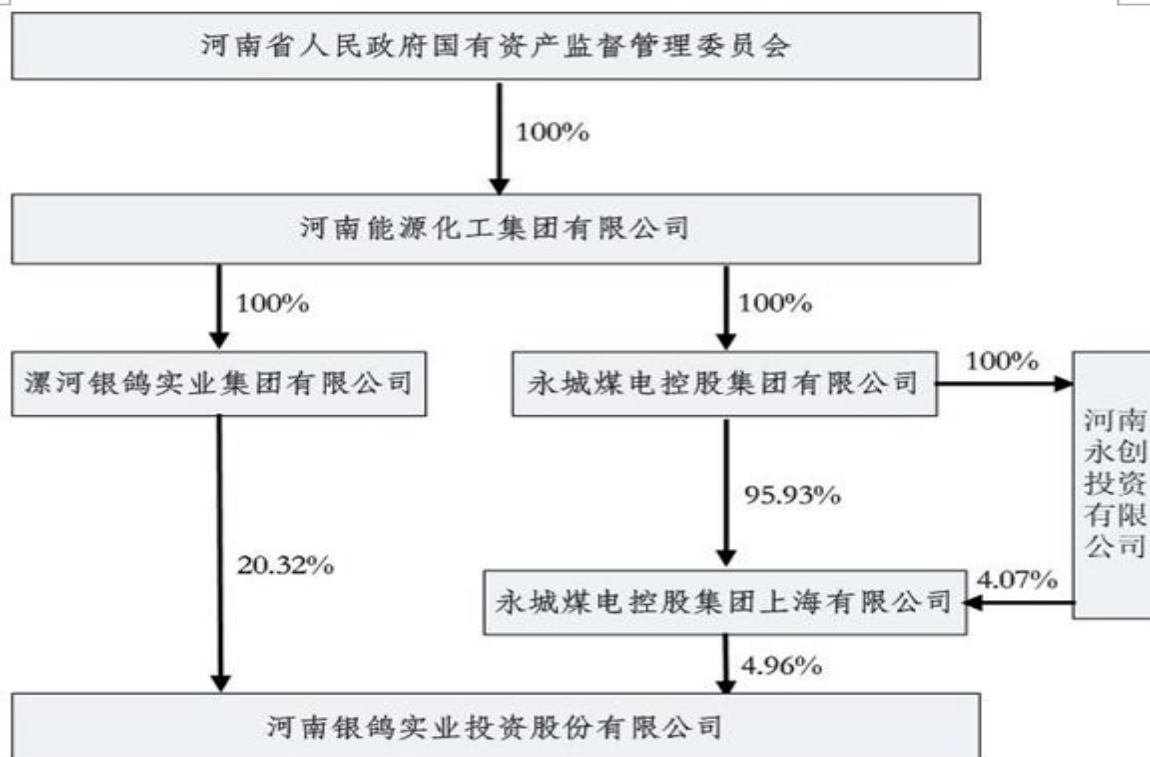 河南省人民政府国有资产监督管理委员会
100%
河南能源化工集团有限公司
100%
100%
漯河银鸽实业集团有限公司
永城煤电控股集团有限公司
100%
河南
永创
投资
有限
公司
95.93%
20.32%
4.07%
永城煤电控股集团上海有限公司
4.96%
河南银鸽实业投资股份有限公司